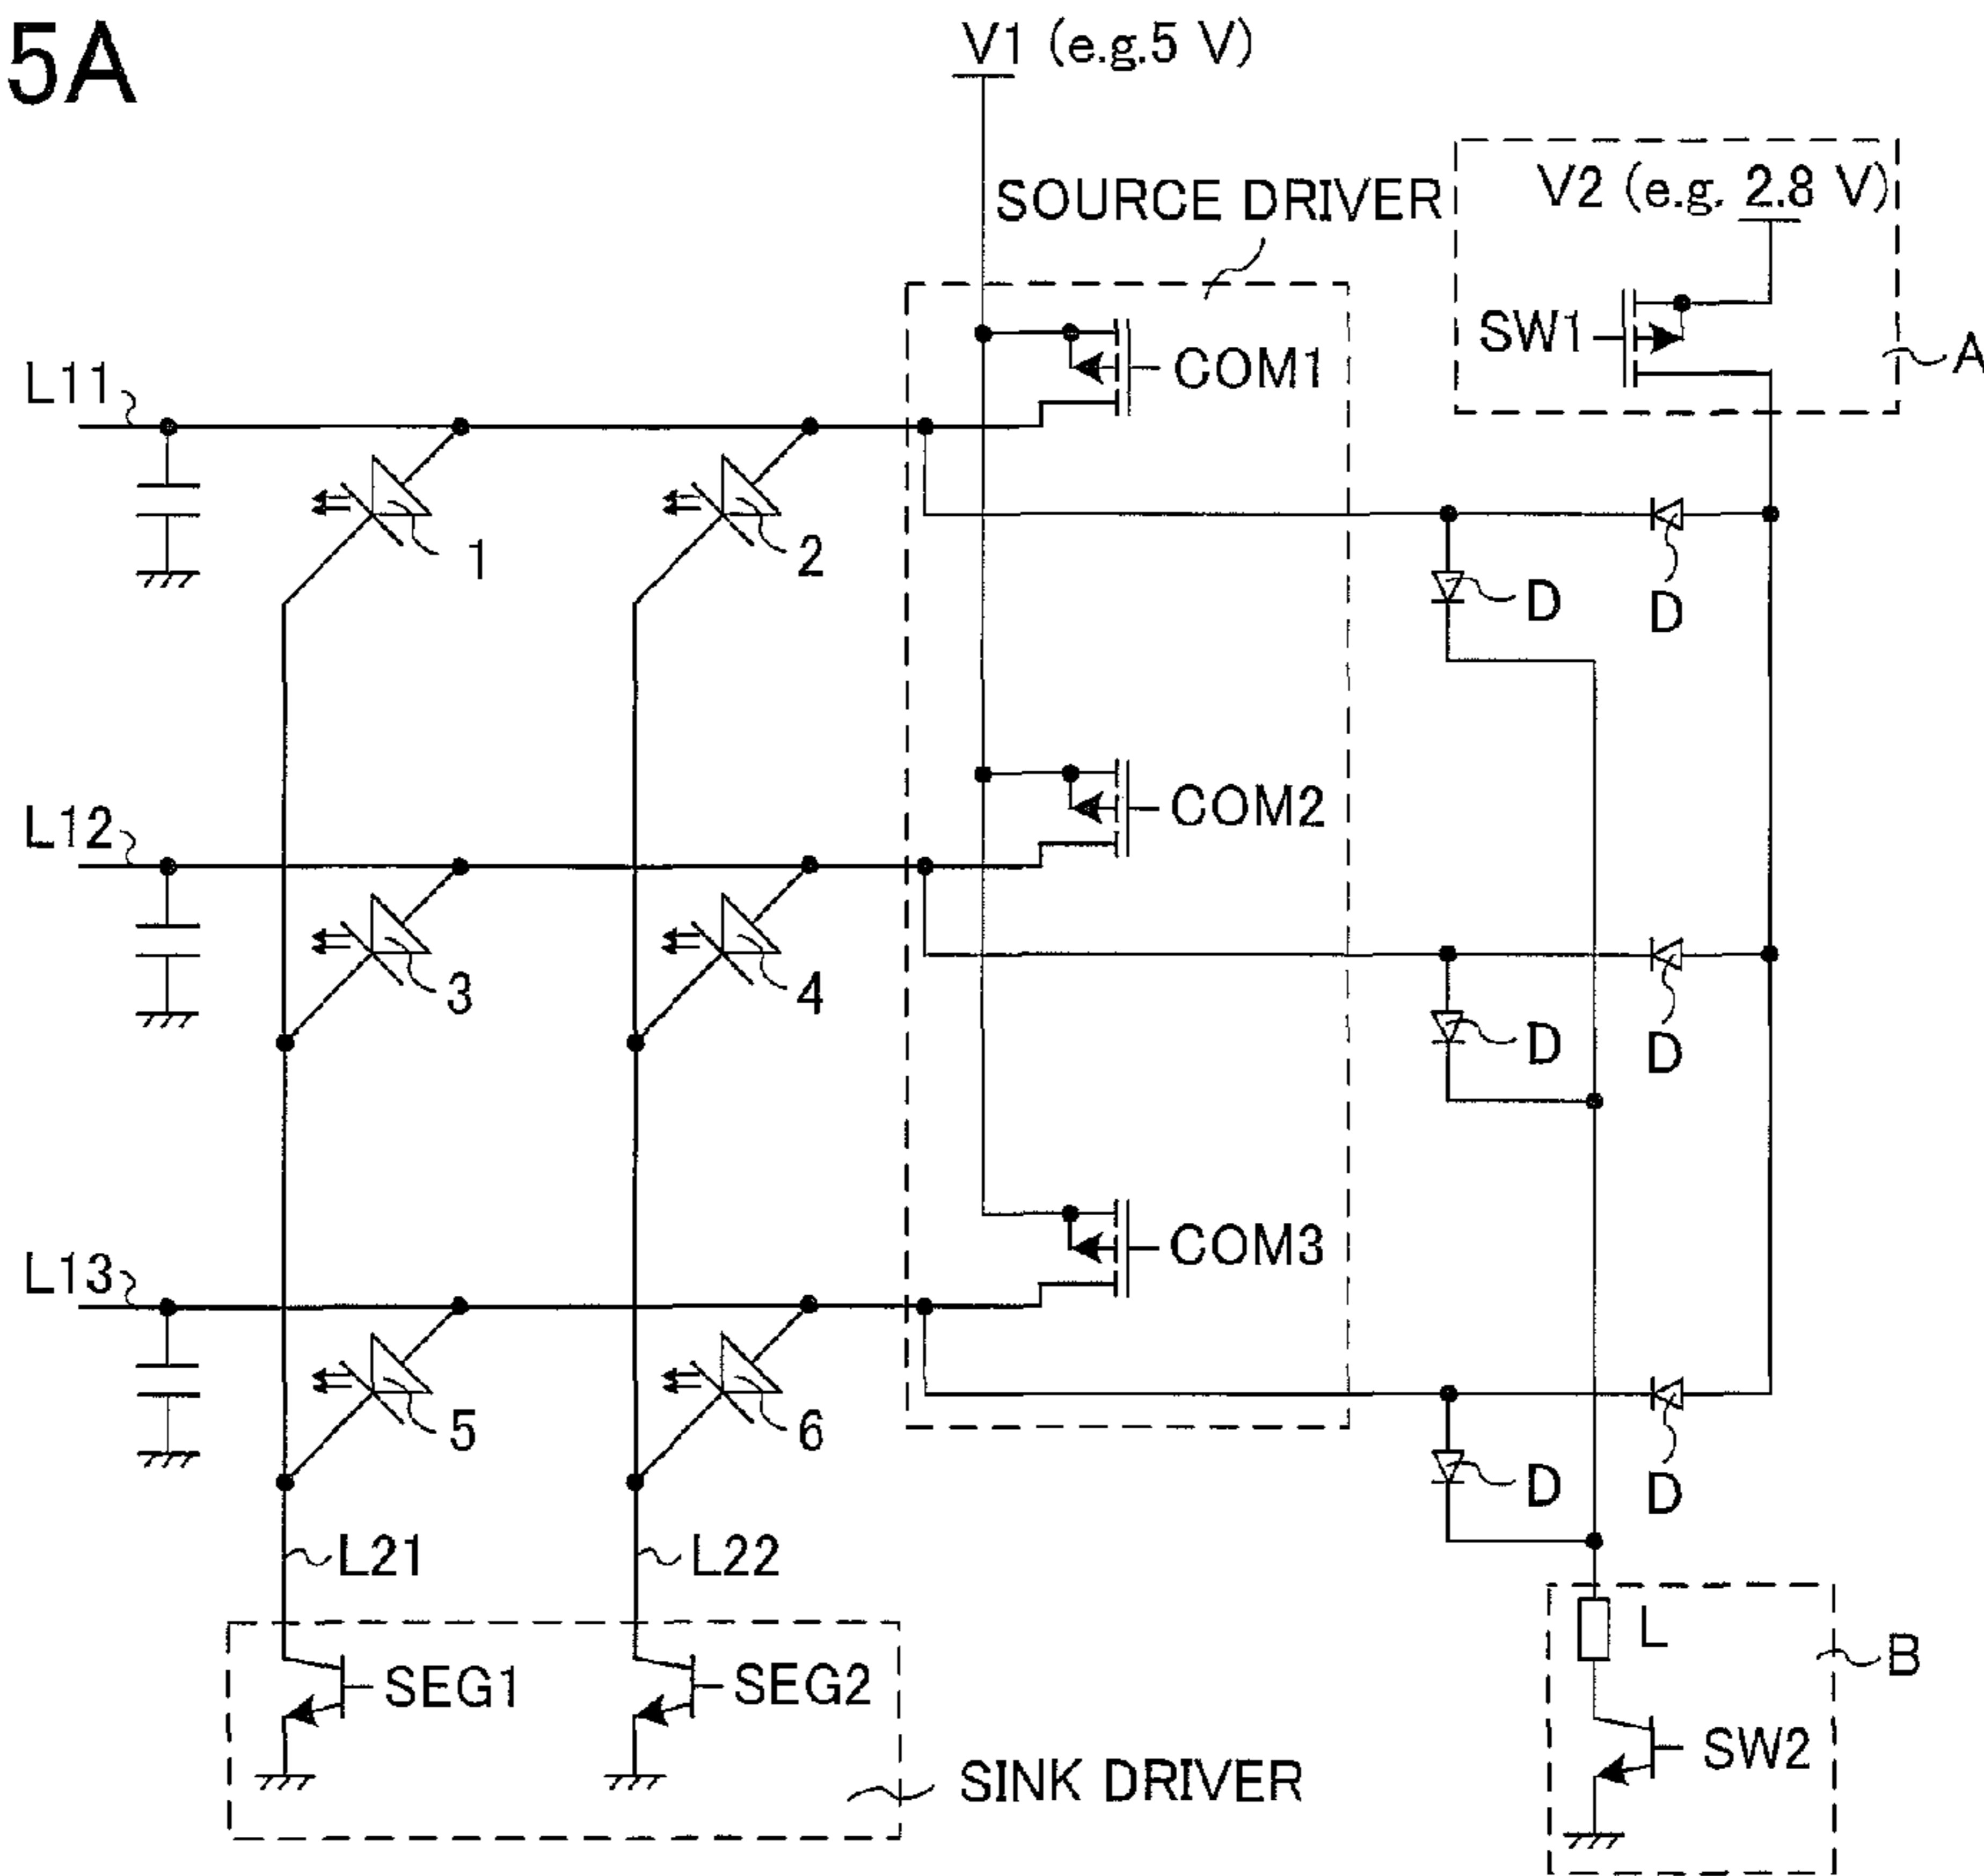 5A
V1 (e.g.5 V)
V2 (e.g. 2.8 V)
SOURCE DRIVER
SW1
COM1
A
L11
1
2
D
D
L12
COM2
3
4
D
D
L13
COM3
5
6
D
D
L21
L22
L
B
SEG1
SEG2
SW2
SINK DRIVER